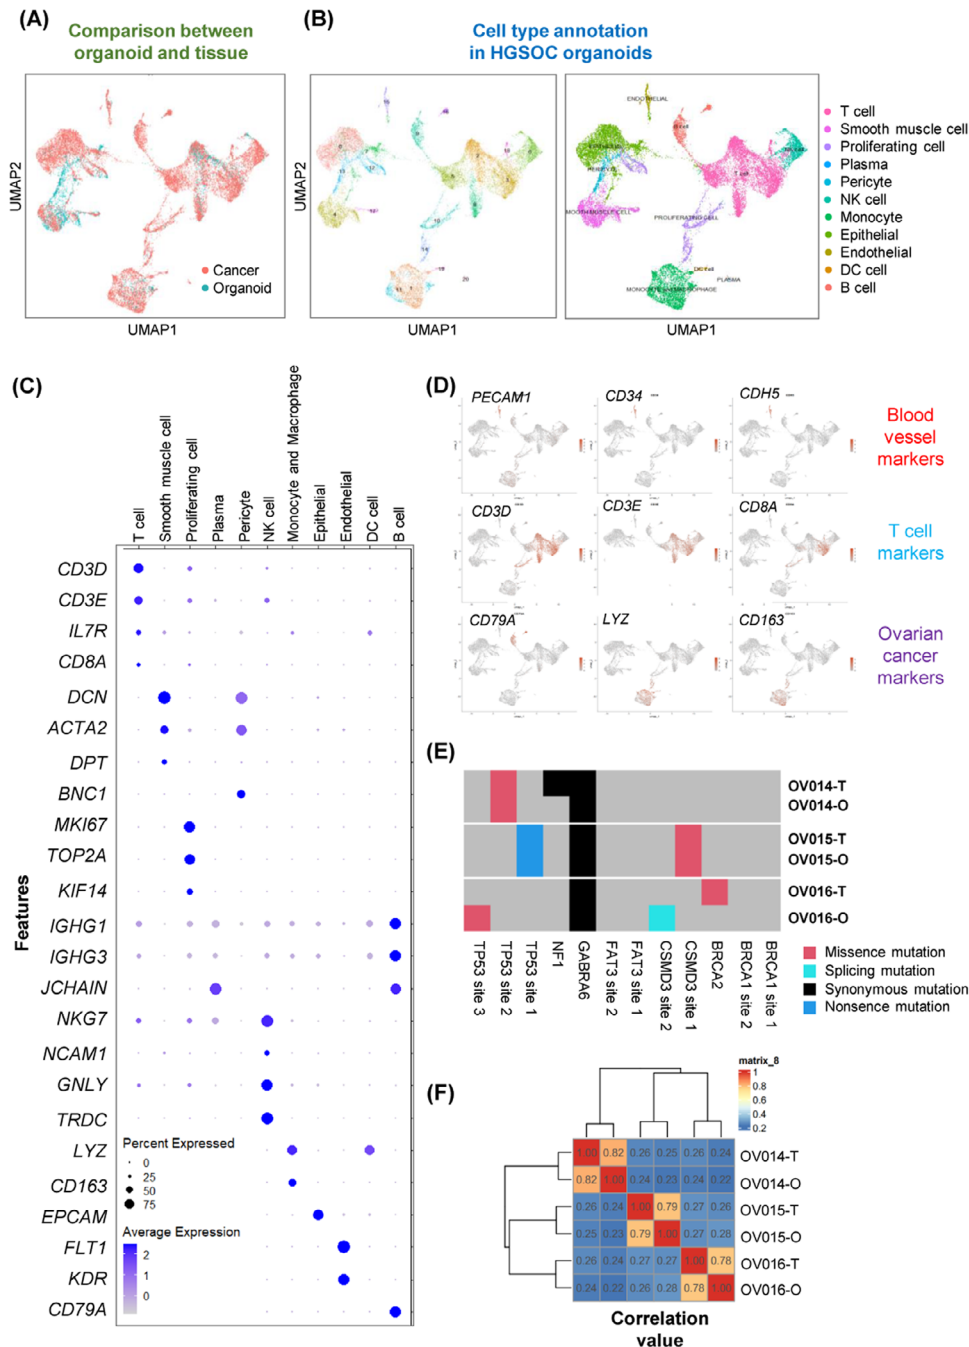 (A)
Comparison between
organoid and tissue
UMAP2
UMAP1
Cancer
Organoid
(B)
Cell type annotation
in HGSOC organoids
UMAP2
UMAP1
20
ENDOTHELIAL
PERICYTE
SMOOTH MUSCLE CELL
PROLIFERATING CELL
T cell
DC cell
PLASMA
UMAP1
T cell
Smooth muscle cell
Proliferating cell
Plasma
Pericyte
NK cell
Monocyte
Epithelial
Endothelial
DC cell
B cell
(C)
T cell
Smooth muscle cell
Proliferating cell
Plasma
Pericyte
NK cell
Monocyte and Macrophage
Epithelial
Endothelial
DC cell
B cell
Features
CD3D
CD3E
IL7R
CD8A
DCN
ACTA2
DPT
BNC1
MKI67
TOP2A
KIF14
IGHG1
IGHG3
JCHAIN
NKG7
NCAM1
GNLY
TRDC
LYZ
CD163
EPCAM
FLT1
KDR
CD79A
Percent Expressed
0
25
50
75
Average Expression
2
1
0
(D)
PECAM1
CD34
CDH5
Blood
vessel
markers
CD3D
CD3E
CD8A
T cell
markers
CD79A
LYZ
CD163
Ovarian
cancer
markers
(E)
OV014-T
OV014-O
OV015-T
OV015-O
OV016-T
OV016-O
TP53 site 3
TP53 site 2
TP53 site 1
NF1
GABRA6
FAT3 site 2
FAT3 site 1
CSMD3 site 2
CSMD3 site 1
BRCA2
BRCA1 site 2
BRCA1 site 1
Missence mutation
Splicing mutation
Synonymous mutation
Nonsence mutation
(F)
matrix_8
1
0.8
0.6
0.4
0.2
1.00 0.82 0.26 0.25 0.26 0.24 OV014-T
0.82 1.00 0.24 0.23 0.24 0.22 OV014-O
0.26 0.24 1.00 0.79 0.27 0.26 OV015-T
0.25 0.23 0.79 1.00 0.27 0.28 OV015-O
0.26 0.24 0.27 0.27 1.00 0.78 OV016-T
0.24 0.22 0.26 0.28 0.78 1.00 OV016-O
Correlation
value